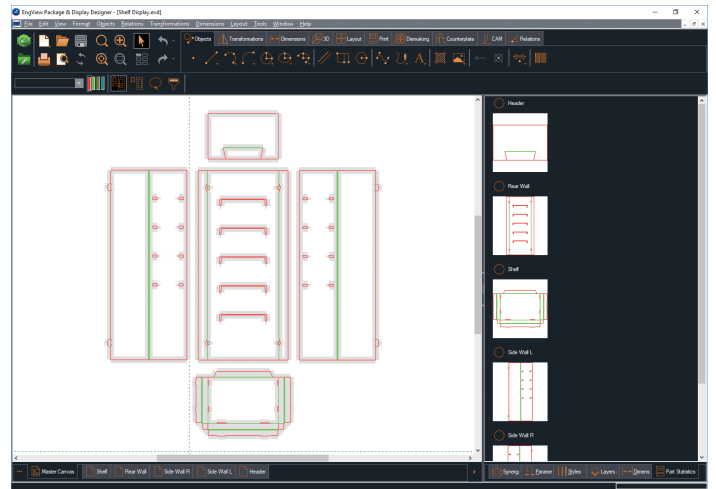 EngView Package & Display Designer - [Shelf Display.evd]
File Edit View Format Objects Relations Transformations Dimensions Layout Tools Window Help
Objects Transformations Dimensions 3D Layout Print Diemaking Counterplate CAM Relations
Header
Rear Wall
Shelf
Side Wall L
Side Wall R
... Master Canvas Shelf Rear Wall Side Wall R Side Wall L Header
Synerg Parame Styles Layers Dimens Part Statistics